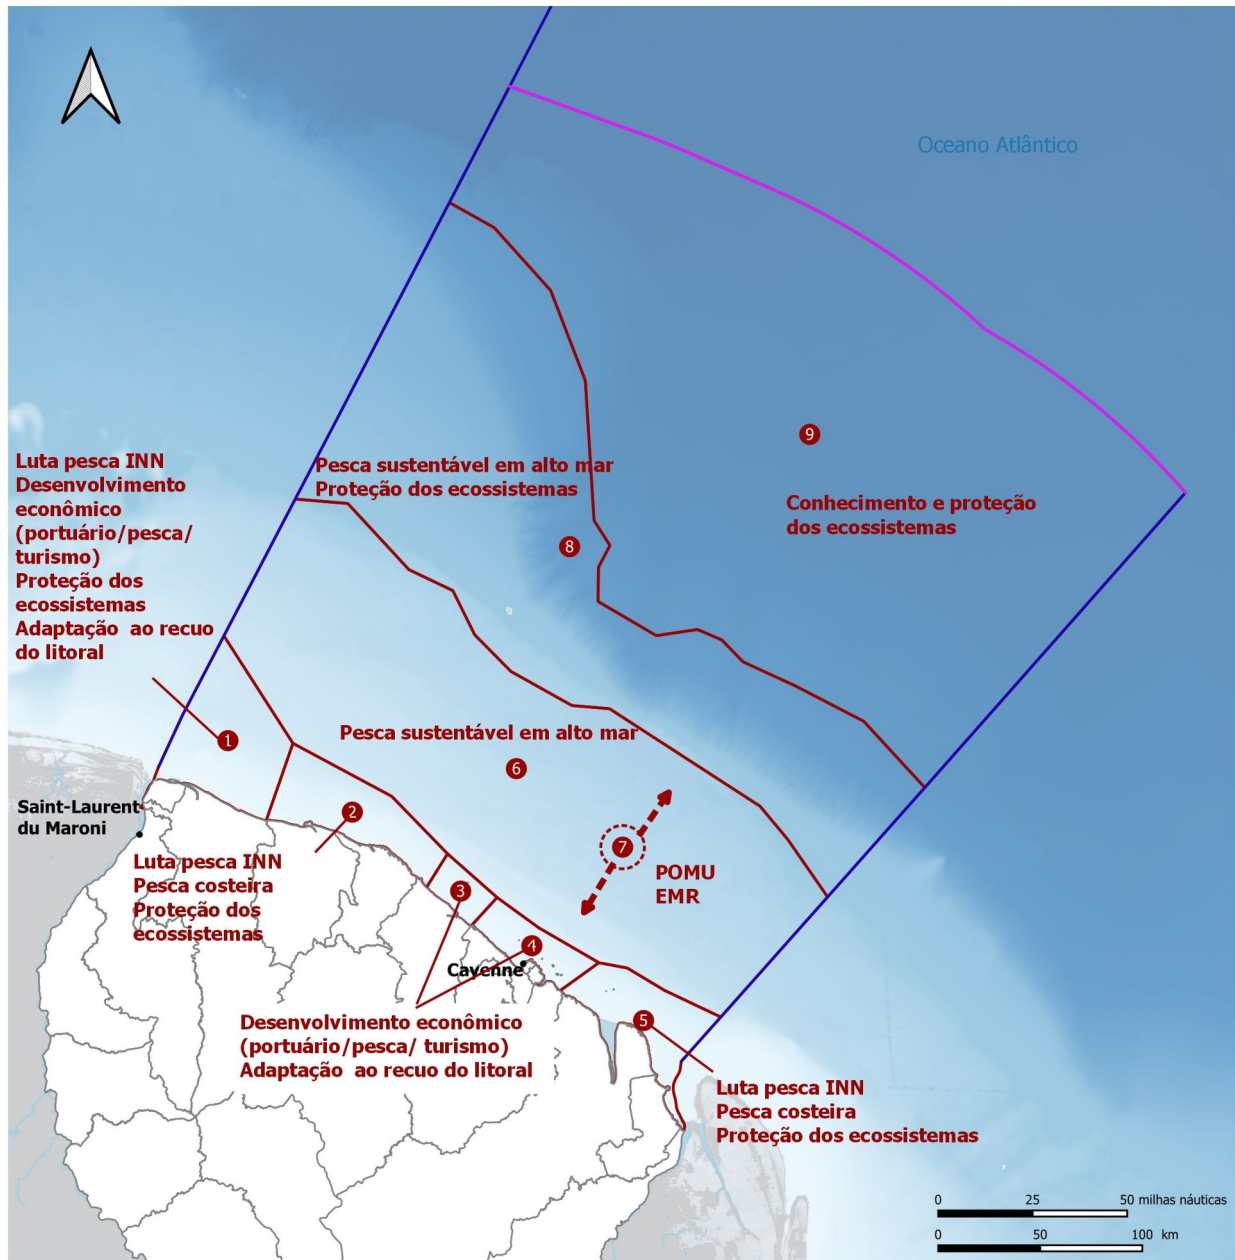 Oceano Atlântico
9
Conhecimento e proteção
dos ecossistemas
Pesca sustentável em alto mar
Proteção dos ecossistemas
8
Luta pesca INN
Desenvolvimento
econômico
(portuário/pesca/
turismo)
Proteção dos
ecossistemas
Adaptação ao recuo
do litoral
1
Pesca sustentável em alto mar
6
Saint-Laurent
du Maroni
2
Luta pesca INN
Pesca costeira
Proteção dos
ecossistemas
7
POMU
EMR
3
4
Cayenne
5
Desenvolvimento econômico
(portuário/pesca/ turismo)
Adaptação ao recuo do litoral
Luta pesca INN
Pesca costeira
Proteção dos ecossistemas
0 25 50 milhas náuticas
0 50 100 km